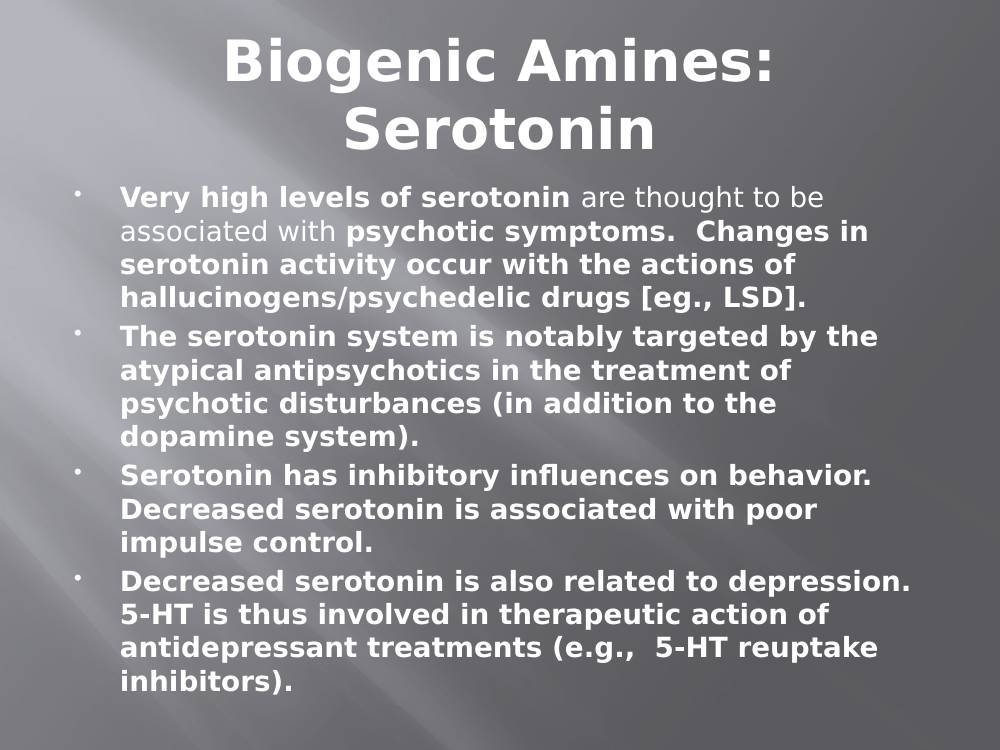 Biogenic Amines:
Serotonin
• Very high levels of serotonin are thought to be
associated with psychotic symptoms.  Changes in
serotonin activity occur with the actions of
hallucinogens/psychedelic drugs [eg., LSD].
• The serotonin system is notably targeted by the
atypical antipsychotics in the treatment of
psychotic disturbances (in addition to the
dopamine system).
• Serotonin has inhibitory influences on behavior.
Decreased serotonin is associated with poor
impulse control.
• Decreased serotonin is also related to depression.
5-HT is thus involved in therapeutic action of
antidepressant treatments (e.g.,  5-HT reuptake
inhibitors).